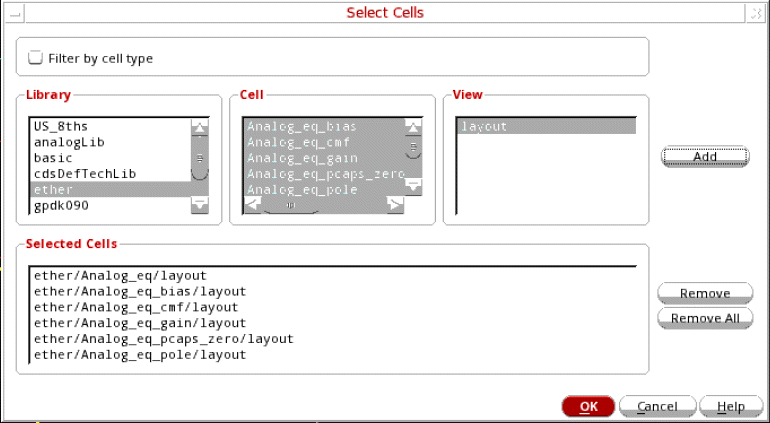 Select Cells
Filter by cell type
Library
US_8ths
analogLib
basic
cdsDefTechLib
ether
gpdk090
Cell
Analog_eq_bias
Analog_eq_cmf
Analog_eq_gain
Analog_eq_pcaps_zero
Analog_eq_pole
View
layout
Add
Selected Cells
ether/Analog_eq/layout
ether/Analog_eq_bias/layout
ether/Analog_eq_cmf/layout
ether/Analog_eq_gain/layout
ether/Analog_eq_pcaps_zero/layout
ether/Analog_eq_pole/layout
Remove
Remove All
OK
Cancel
Help